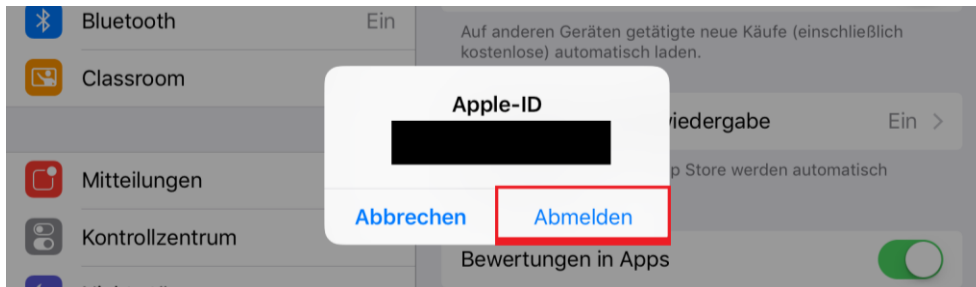 Bluetooth
Ein
Classroom
Mitteilungen
Kontrollzentrum
Auf anderen Geräten getätigte neue Käufe (einschließlich
kostenlose) automatisch laden.
Ein
Store werden automatisch
Bewertungen in Apps
Apple-ID
Abbrechen
Abmelden